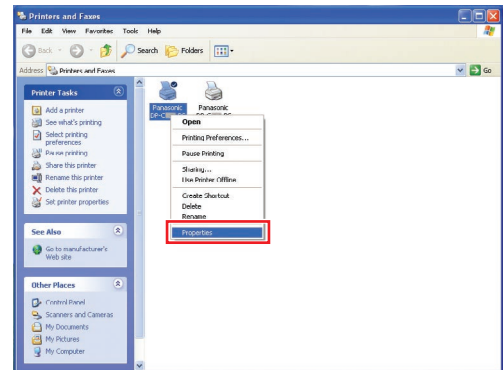 Printers and Faxes
File Edit View Favorites Tools Help
Back Search Folders
Address Printers and Faxes Go
Printer Tasks
Add a printer
See what's printing
Select printing
preferences
Pause printing
Share this printer
Rename this printer
Delete this printer
Set printer properties
See Also
Go to manufacturer's
Web site
Other Places
Control Panel
Scanners and Cameras
My Documents
My Pictures
My Computer
Panasonic Panasonic
Open
Printing Preferences...
Pause Printing
Sharing...
Use Printer Offline
Create Shortcut
Delete
Rename
Properties